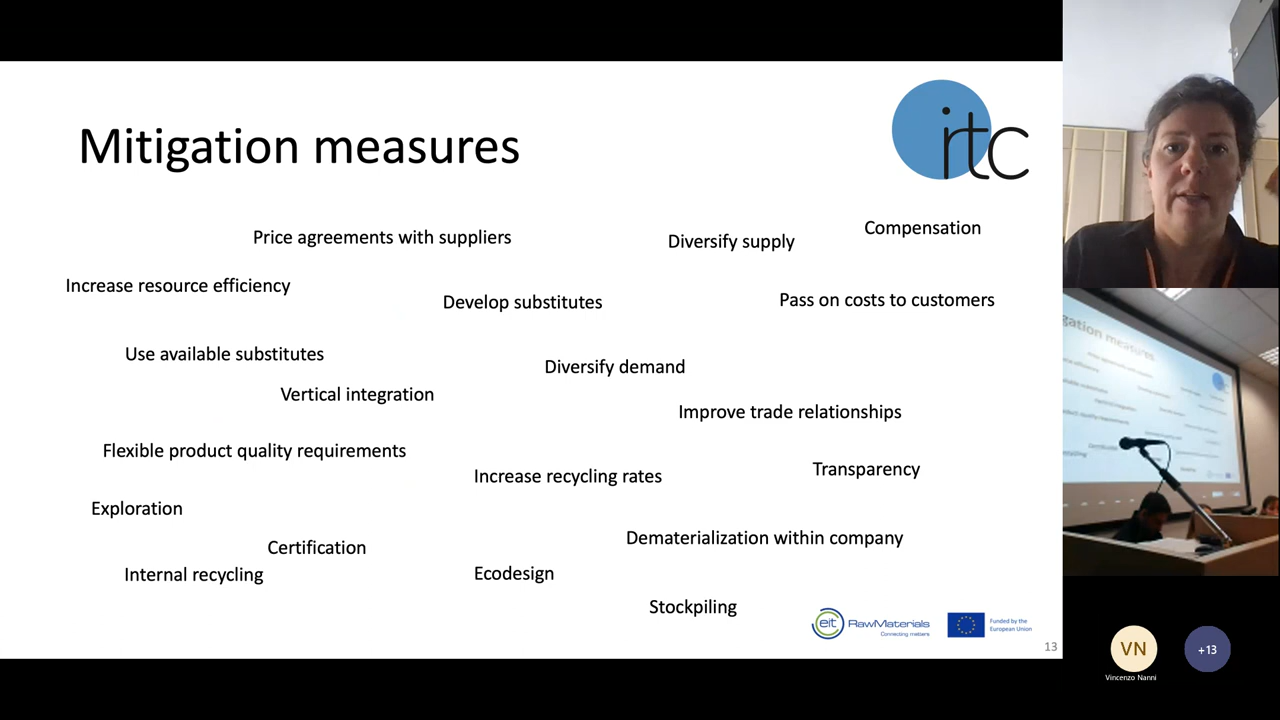 Mitigation measures
irtc
Price agreements with suppliers
Diversify supply
Compensation
Increase resource efficiency
Develop substitutes
Pass on costs to customers
Use available substitutes
Diversify demand
Vertical integration
Improve trade relationships
Flexible product quality requirements
Increase recycling rates
Transparency
Exploration
Certification
Dematerialization within company
Internal recycling
Ecodesign
Stockpiling
eit RawMaterials
Connecting matters
Funded by the
European Union
13
gation measures
VN
+13
Vincenzo Nanni